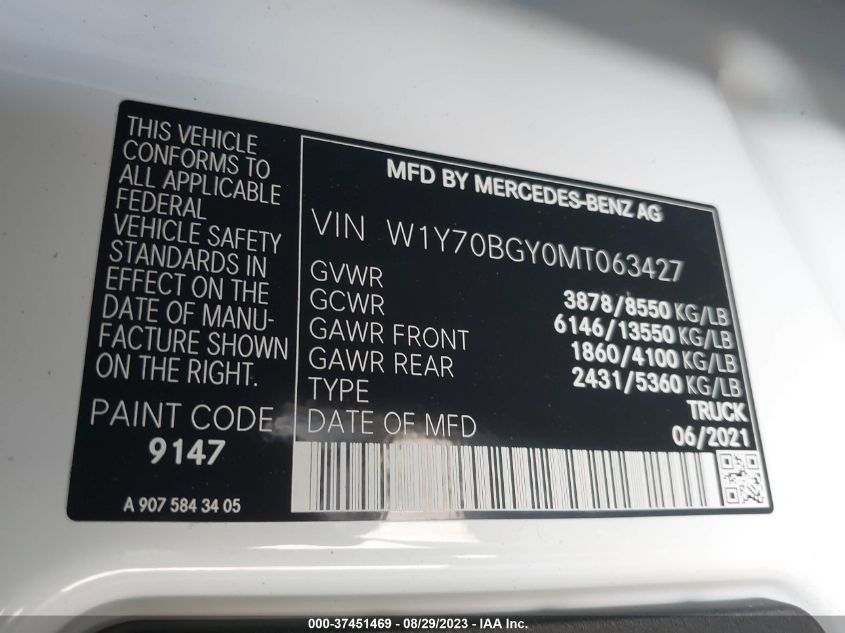 THIS VEHICLE
CONFORMS TO
ALL APPLICABLE
FEDERAL
VEHICLE SAFETY
STANDARDS IN
EFFECT ON THE
DATE OF MANU-
FACTURE SHOWN
ON THE RIGHT.
PAINT CODE
9147
A 907 584 34 05
MFD BY MERCEDES-BENZ AG
VIN W1Y70BGY0MT063427
GVWR 3878/8550 KG/LB
GCWR 6146/13550 KG/LB
GAWR FRONT 1860/4100 KG/LB
GAWR REAR 2431/5360 KG/LB
TYPE TRUCK
DATE OF MFD 06/2021
000-37451469 - 08/29/2023 - IAA Inc.